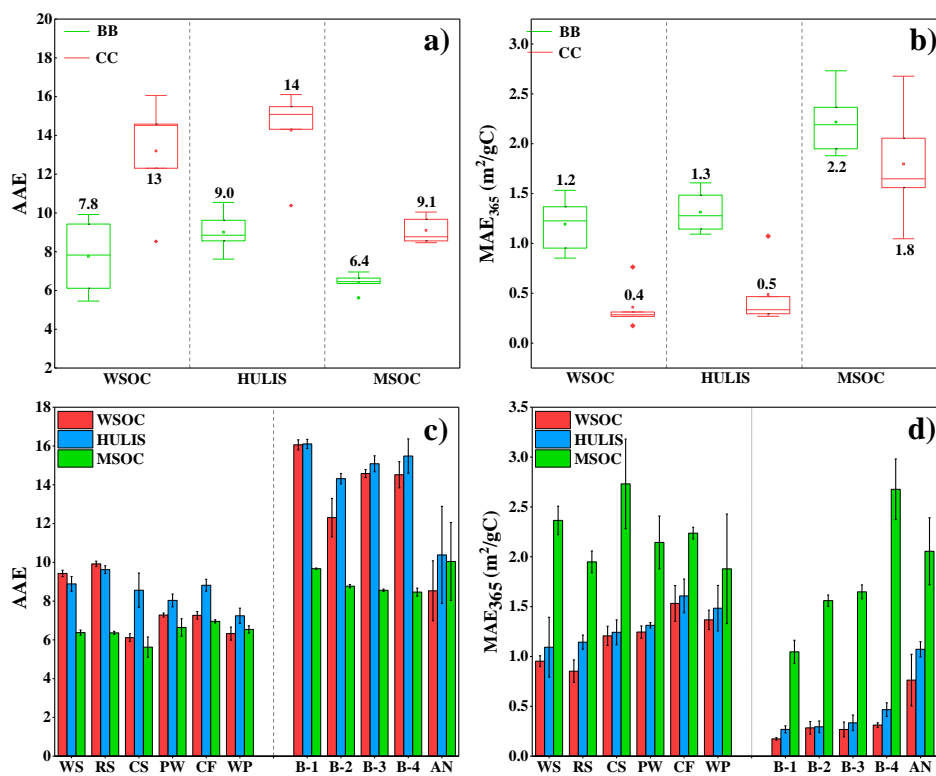 a)
BB
CC
20
18
16
14
12
10
8
6
4
2
AAE
7.8
13
9.0
14
6.4
9.1
WSOC HULIS MSOC
b)
BB
CC
3.0
2.5
2.0
1.5
1.0
0.5
0.0
MAE365 (m²/gC)
1.2
0.4
1.3
0.5
2.2
1.8
WSOC HULIS MSOC
c)
WSOC
HULIS
MSOC
18
16
14
12
10
8
6
4
2
0
AAE
WS RS CS PW CF WP B-1 B-2 B-3 B-4 AN
d)
WSOC
HULIS
MSOC
3.5
3.0
2.5
2.0
1.5
1.0
0.5
0.0
MAE365 (m²/gC)
WS RS CS PW CF WP B-1 B-2 B-3 B-4 AN